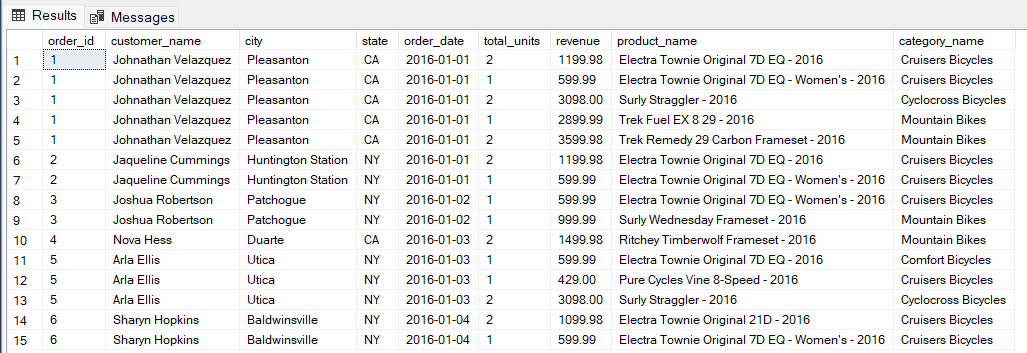 Results Messages
order_id customer_name city state order_date total_units revenue product_name category_name
1 1 Johnathan Velazquez Pleasanton CA 2016-01-01 2 1199.98 Electra Townie Original 7D EQ - 2016 Cruisers Bicycles
2 1 Johnathan Velazquez Pleasanton CA 2016-01-01 1 599.99 Electra Townie Original 7D EQ - Women's - 2016 Cruisers Bicycles
3 1 Johnathan Velazquez Pleasanton CA 2016-01-01 2 3098.00 Surly Straggler - 2016 Cyclocross Bicycles
4 1 Johnathan Velazquez Pleasanton CA 2016-01-01 1 2899.99 Trek Fuel EX 8 29 - 2016 Mountain Bikes
5 1 Johnathan Velazquez Pleasanton CA 2016-01-01 2 3599.98 Trek Remedy 29 Carbon Frameset - 2016 Mountain Bikes
6 2 Jaqueline Cummings Huntington Station NY 2016-01-01 2 1199.98 Electra Townie Original 7D EQ - 2016 Cruisers Bicycles
7 2 Jaqueline Cummings Huntington Station NY 2016-01-01 1 599.99 Electra Townie Original 7D EQ - Women's - 2016 Cruisers Bicycles
8 3 Joshua Robertson Patchogue NY 2016-01-02 1 599.99 Electra Townie Original 7D EQ - Women's - 2016 Cruisers Bicycles
9 3 Joshua Robertson Patchogue NY 2016-01-02 1 999.99 Surly Wednesday Frameset - 2016 Mountain Bikes
10 4 Nova Hess Duarte CA 2016-01-03 2 1499.98 Ritchey Timberwolf Frameset - 2016 Mountain Bikes
11 5 Arla Ellis Utica NY 2016-01-03 1 599.99 Electra Townie Original 7D EQ - 2016 Comfort Bicycles
12 5 Arla Ellis Utica NY 2016-01-03 1 429.00 Pure Cycles Vine 8-Speed - 2016 Cruisers Bicycles
13 5 Arla Ellis Utica NY 2016-01-03 2 3098.00 Surly Straggler - 2016 Cyclocross Bicycles
14 6 Sharyn Hopkins Baldwinsville NY 2016-01-04 2 1099.98 Electra Townie Original 21D - 2016 Cruisers Bicycles
15 6 Sharyn Hopkins Baldwinsville NY 2016-01-04 1 599.99 Electra Townie Original 7D EQ - Women's - 2016 Cruisers Bicycles